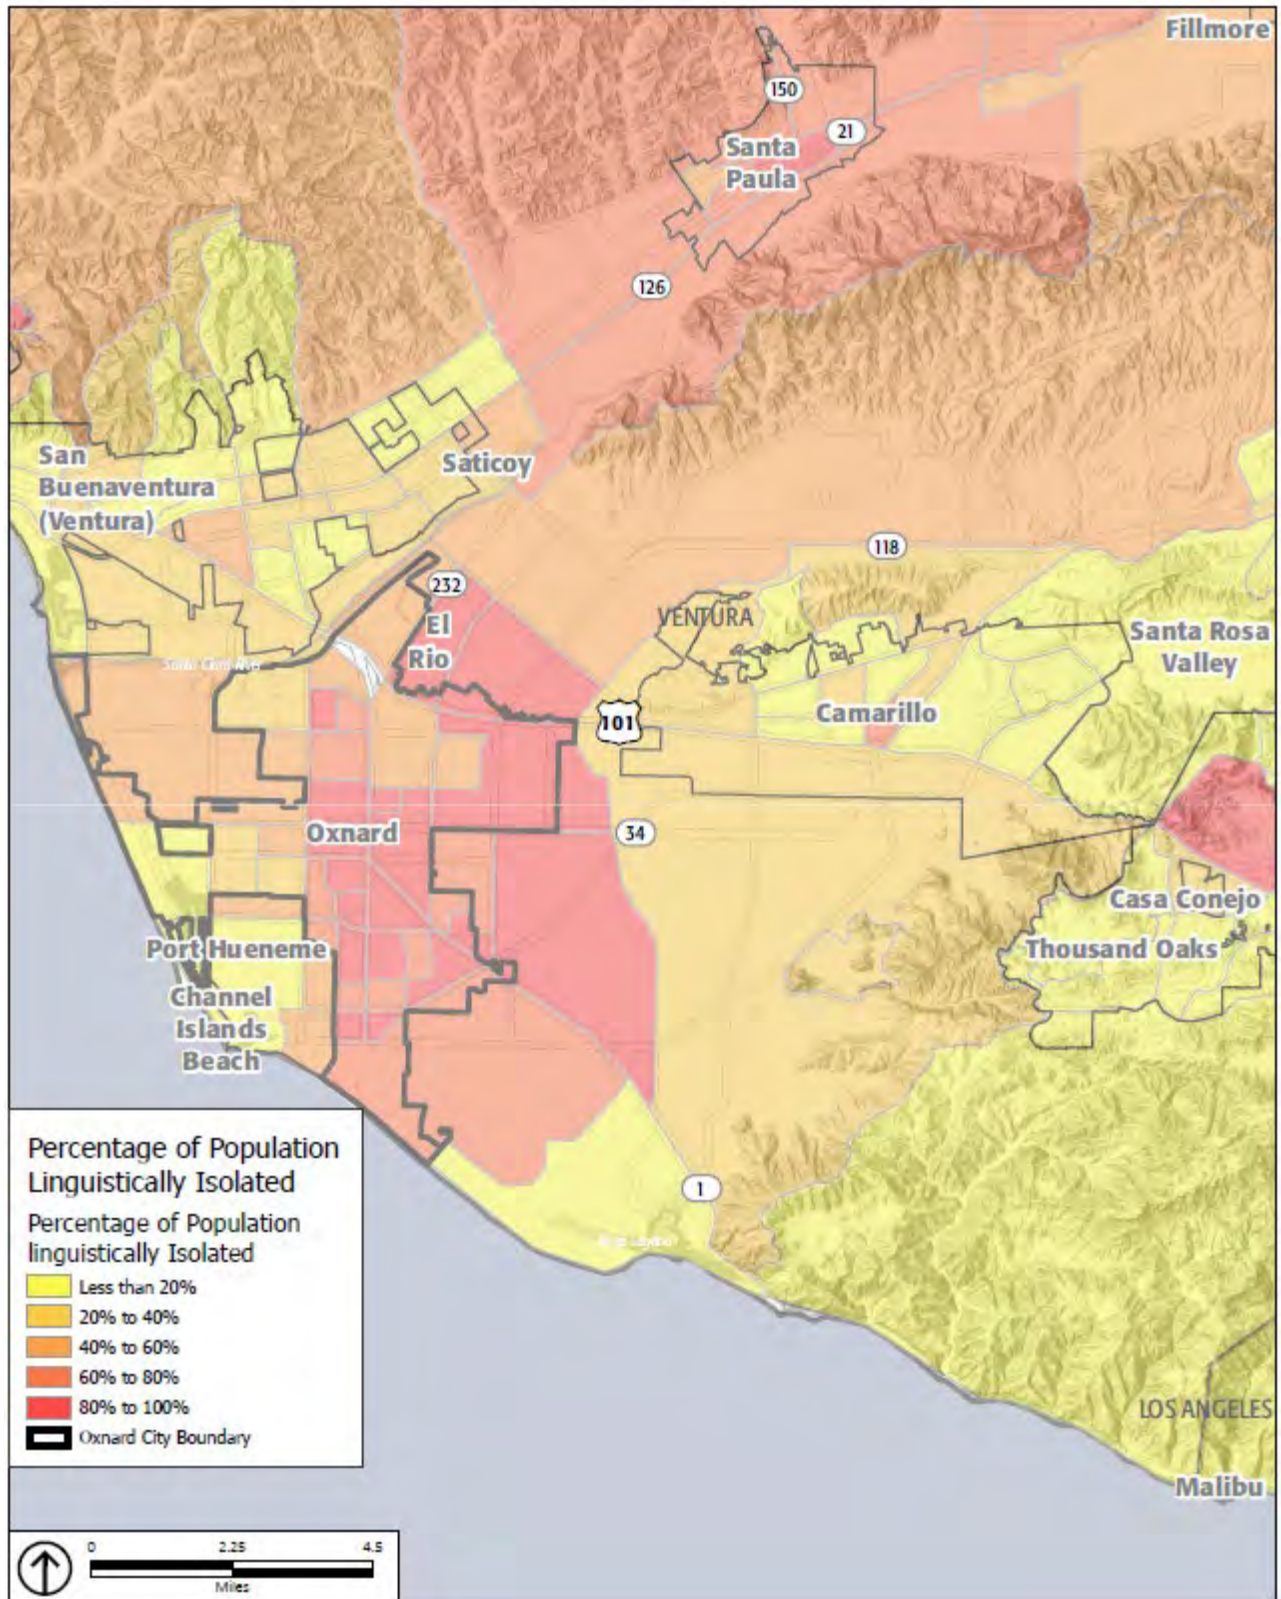 Fillmore
150
21
Santa
Paula
126
San
Buenaventura
(Ventura)
Saticoy
118
232
VENTURA
El
Rio
Santa Rosa
Valley
Santa Clara River
101
Camarillo
Oxnard
34
Casa Conejo
Port Hueneme
Thousand Oaks
Channel
Islands
Beach
Percentage of Population
Linguistically Isolated
Percentage of Population
linguistically Isolated
Less than 20%
20% to 40%
40% to 60%
60% to 80%
80% to 100%
Oxnard City Boundary
1
LOS ANGELES
Malibu
0 2.25 4.5
Miles